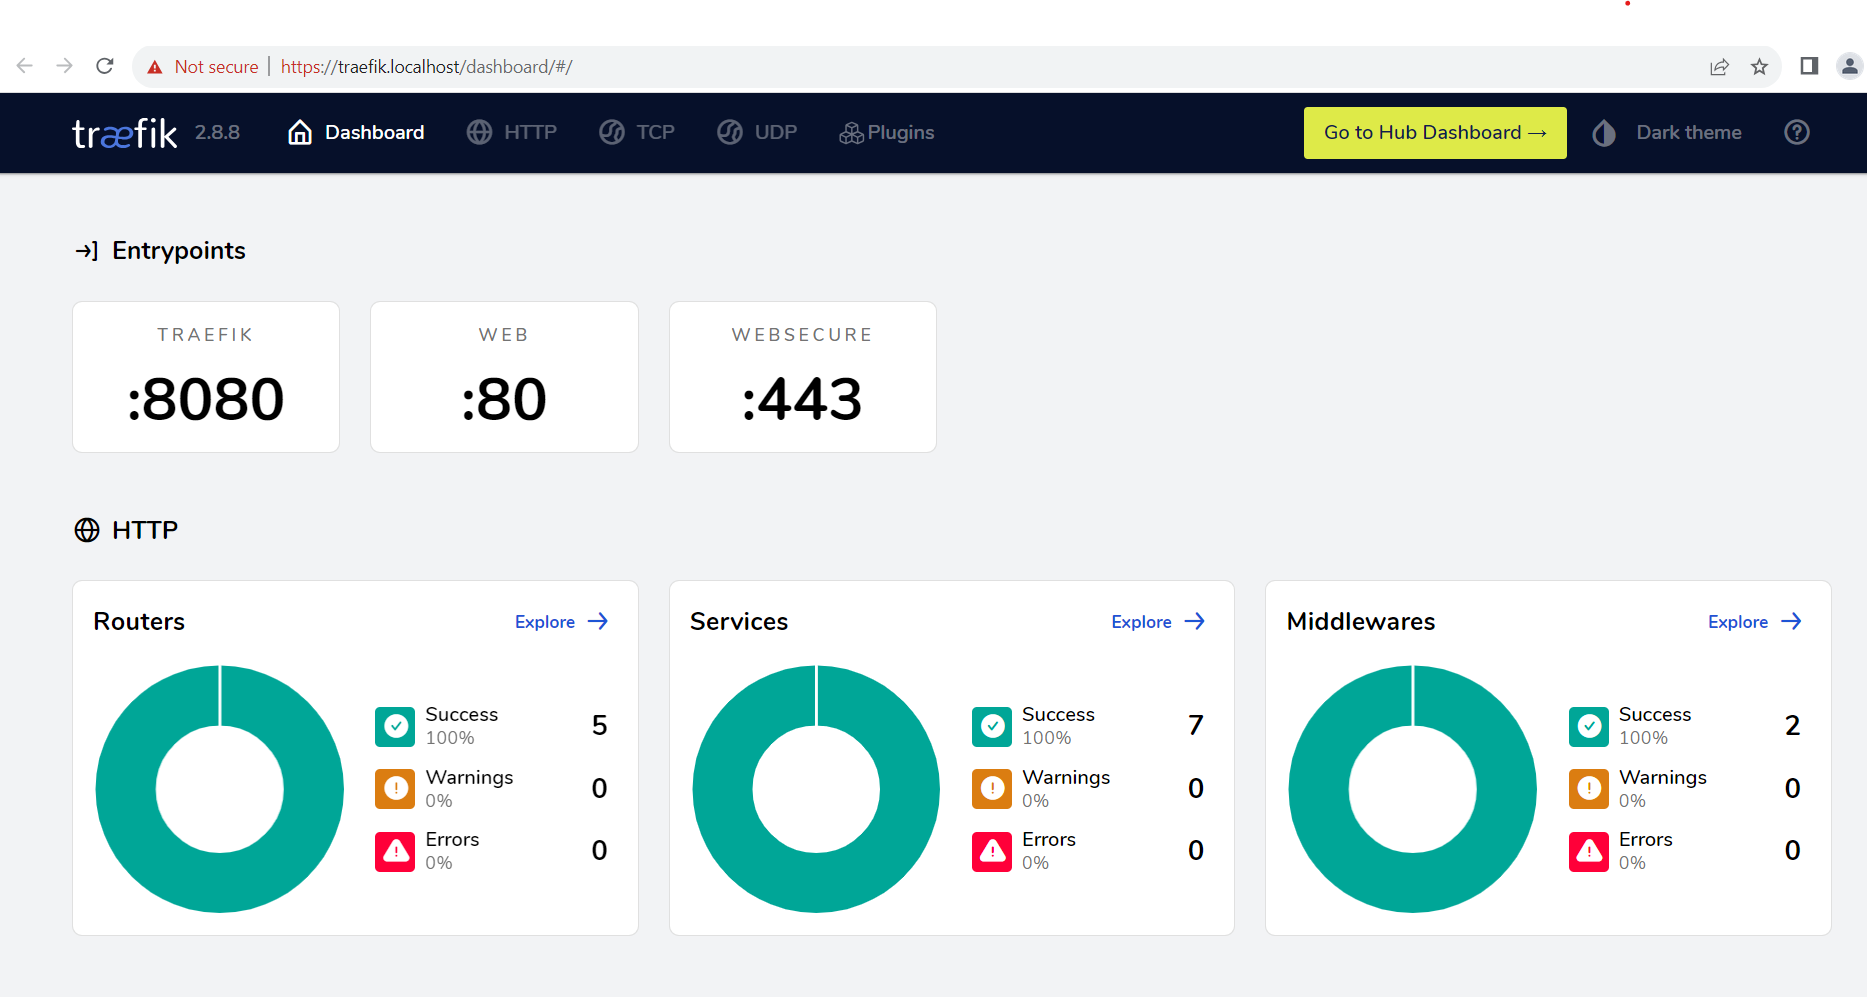 Not secure | https://traefik.localhost/dashboard/#/
træfik 2.8.8 Dashboard HTTP TCP UDP Plugins Go to Hub Dashboard → Dark theme
Entrypoints
TRAEFIK WEB WEBSECURE
:8080 :80 :443
HTTP
Routers Explore → Services Explore → Middlewares Explore →
Success 5 Success 7 Success 2
100% 100% 100%
Warnings 0 Warnings 0 Warnings 0
0% 0% 0%
Errors 0 Errors 0 Errors 0
0% 0% 0%